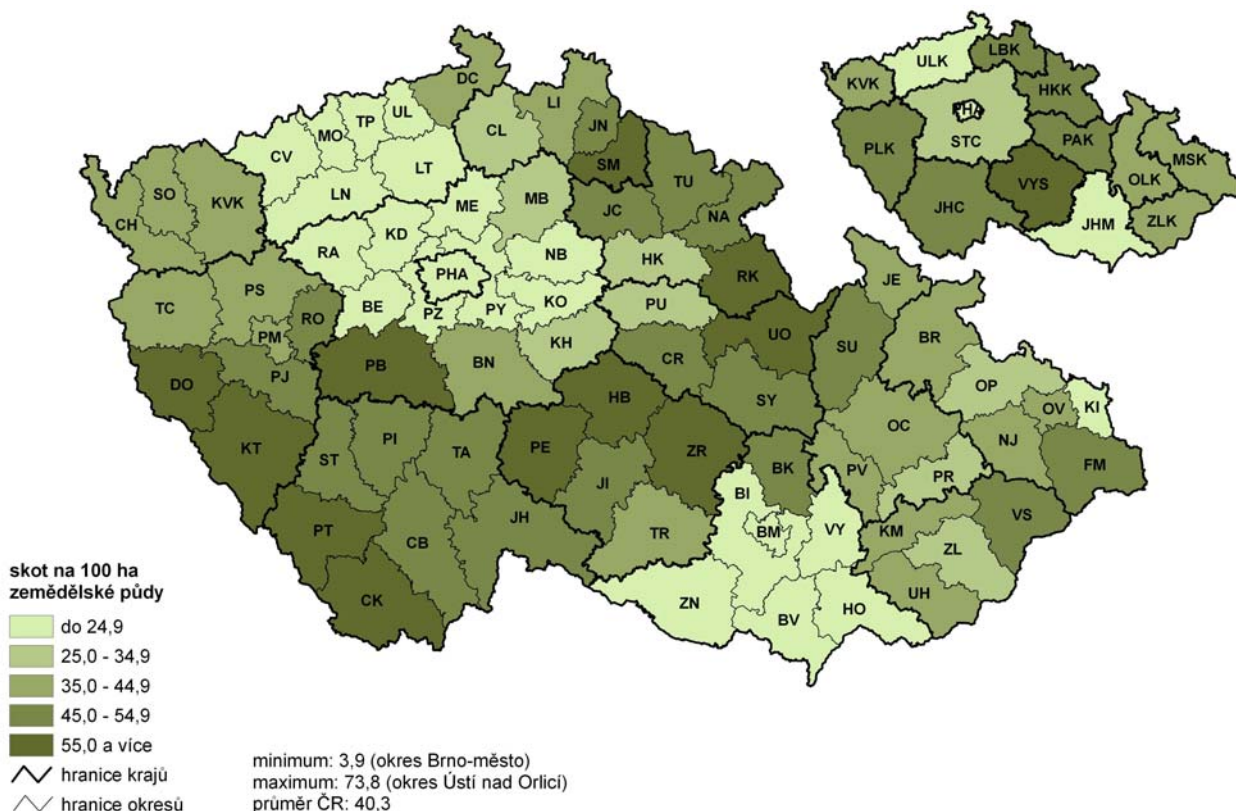 DC
LI
UL
TP
MO
CL
JN
CV
LT
SM
LN
ME
MB
TU
SO
KVK
JC
NA
CH
KD
RA
NB
HK
PHA
RK
TC
PS
BE
PZ
PY
KO
PU
JE
RO
PM
KH
UO
SU
BR
PJ
PB
BN
CR
DO
OP
HB
SY
OV
KI
KT
ST
PI
TA
PE
ZR
OC
NJ
BK
FM
JI
PV
PR
BI
PT
CB
JH
TR
BM
VY
KM
VS
ZL
CK
ZN
BV
HO
UH
ULK
LBK
KVK
HKK
PHA
STC
PLK
PAK
MSK
VYS
OLK
JHC
JHM
ZLK
skot na 100 ha
zemědělské půdy
do 24,9
25,0 - 34,9
35,0 - 44,9
45,0 - 54,9
55,0 a více
hranice krajů
hranice okresů
minimum: 3,9 (okres Brno-město)
maximum: 73,8 (okres Ústí nad Orlicí)
průměr ČR: 40,3